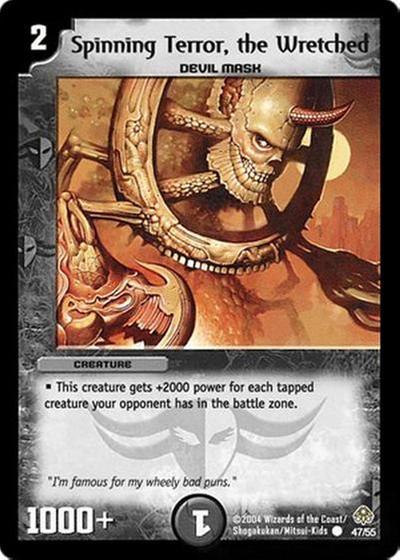 2
Spinning Terror, the Wretched
DEVIL MASK
CREATURE
▪ This creature gets +2000 power for each tapped
creature your opponent has in the battle zone.
"I'm famous for my wheely bad puns."
1000+
1
©2004 Wizards of the Coast/
Shogakukan/Mitsui-Kids
47/55